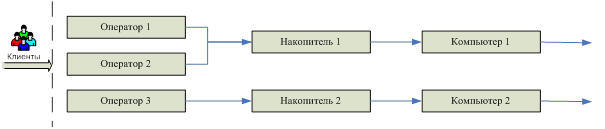 Оператор 1
Накопитель 1
Компьютер 1
Клиенты
Оператор 2
Оператор 3
Накопитель 2
Компьютер 2